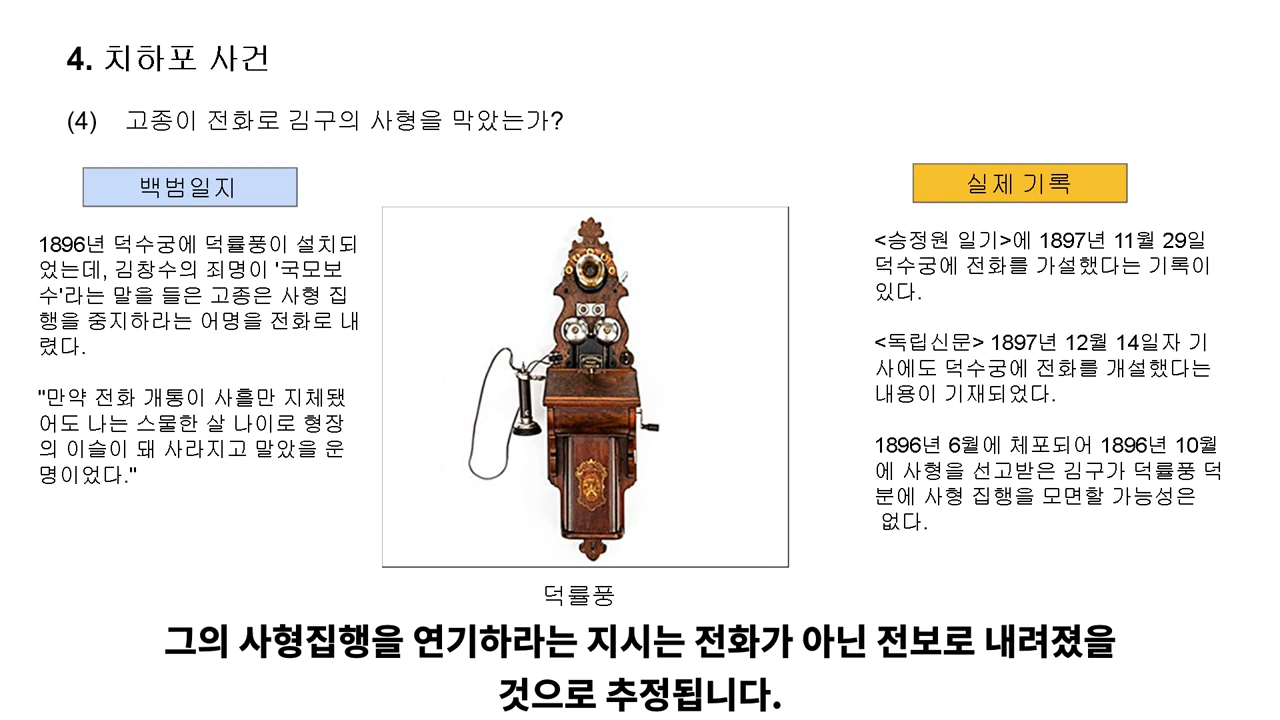 4. 치하포 사건
(4) 고종이 전화로 김구의 사형을 막았는가?
백범일지
1896년 덕수궁에 덕률풍이 설치되
었는데, 김창수의 죄명이 '국모보
수'라는 말을 들은 고종은 사형 집
행을 중지하라는 어명을 전화로 내
렸다.
"만약 전화 개통이 사흘만 지체됐
어도 나는 스물한 살 나이로 형장
의 이슬이 돼 사라지고 말았을 운
명이었다."
덕률풍
실제 기록
<승정원 일기>에 1897년 11월 29일
덕수궁에 전화를 가설했다는 기록이
있다.
<독립신문> 1897년 12월 14일자 기
사에도 덕수궁에 전화를 개설했다는
내용이 기재되었다.
1896년 6월에 체포되어 1896년 10월
에 사형을 선고받은 김구가 덕률풍 덕
분에 사형 집행을 모면할 가능성은
없다.
그의 사형집행을 연기하라는 지시는 전화가 아닌 전보로 내려졌을
것으로 추정됩니다.